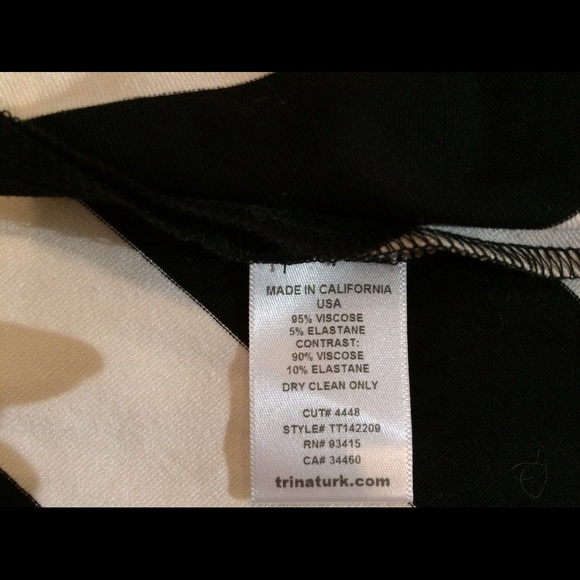 MADE IN CALIFORNIA
USA
95% VISCOSE
5% ELASTANE
CONTRAST:
90% VISCOSE
10% ELASTANE
DRY CLEAN ONLY
CUT# 4448
STYLE# TT142209
RN# 93415
CA# 34460
trinaturk.com